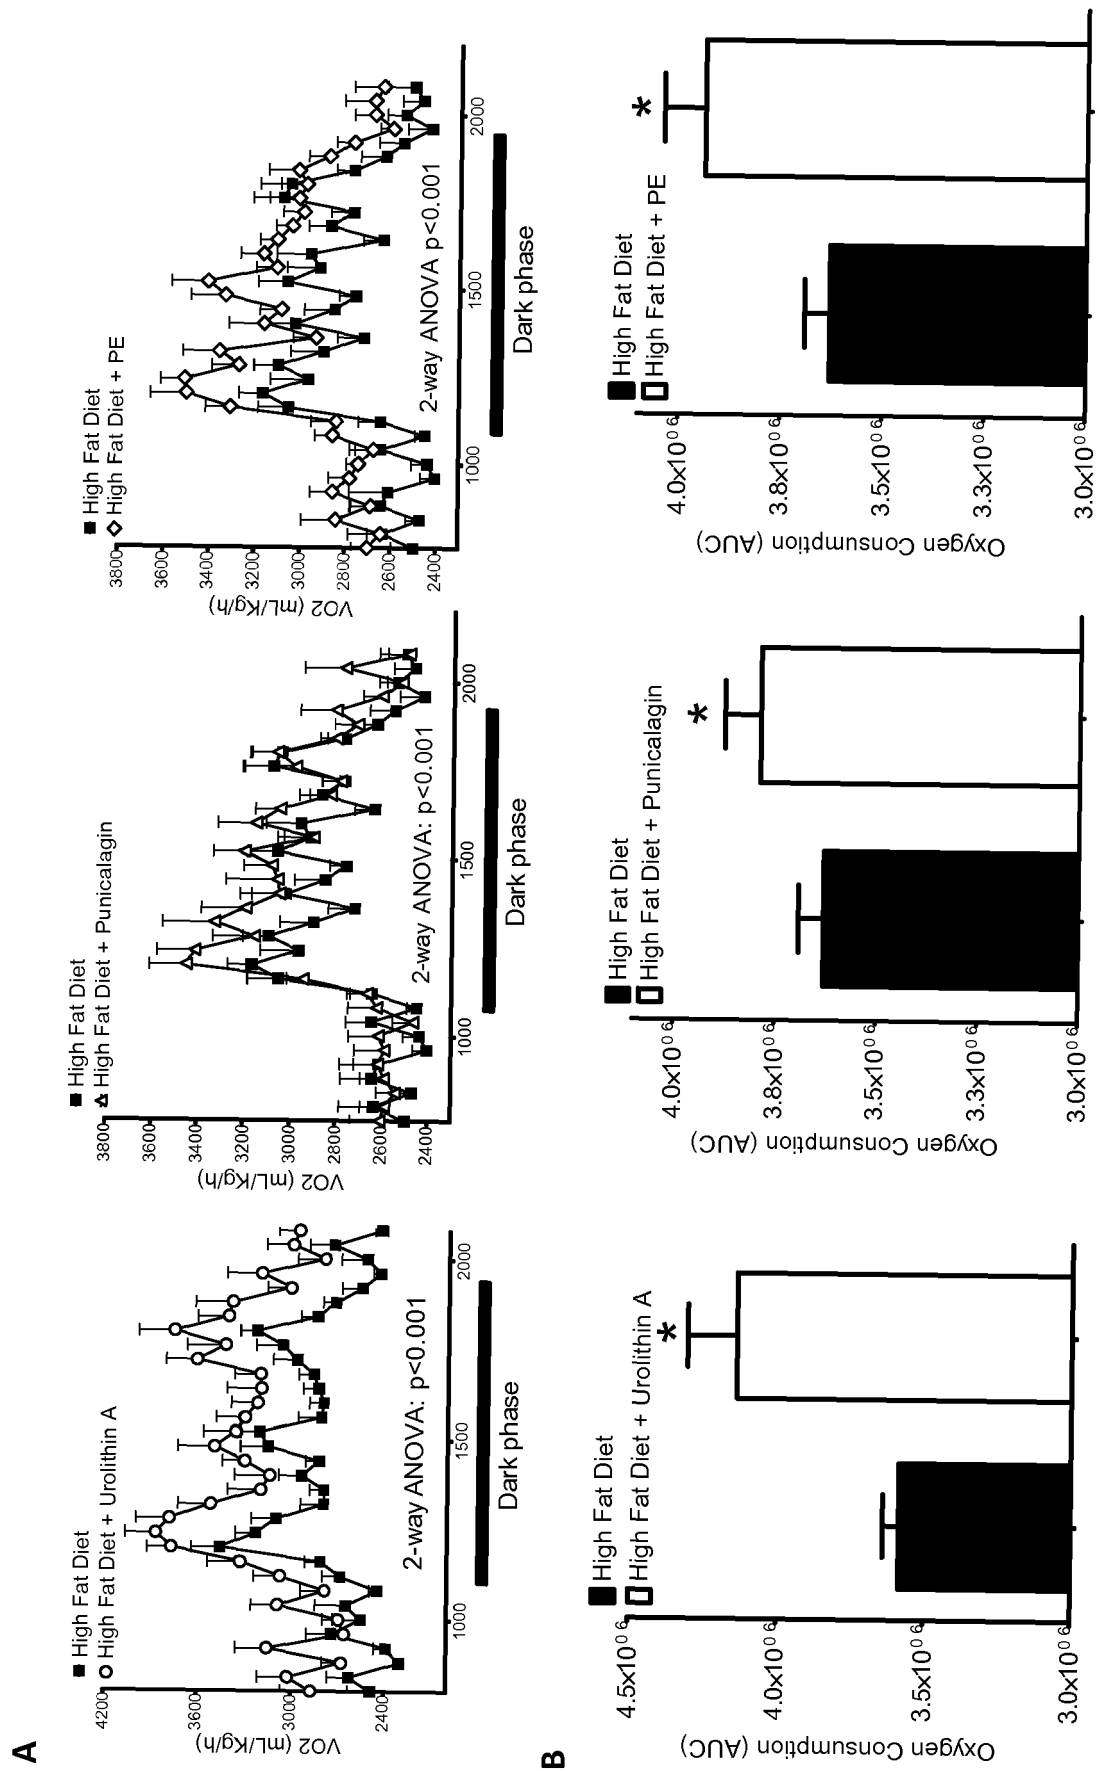 A
High Fat Diet
High Fat Diet + Urolithin A
4200
3600
3000
2400
VO2 (mL/Kg/h)
2-way ANOVA: p<0.001
1000
1500
2000
Dark phase
High Fat Diet
High Fat Diet + Punicalagin
3800
3600
3400
3200
3000
2800
2600
2400
VO2 (mL/Kg/h)
2-way ANOVA: p<0.001
1000
1500
2000
Dark phase
High Fat Diet
High Fat Diet + PE
3800
3600
3400
3200
3000
2800
2600
2400
VO2 (mL/Kg/h)
2-way ANOVA p<0.001
1000
1500
2000
Dark phase
B
High Fat Diet
High Fat Diet + Urolithin A
4.5x10⁰⁶
4.0x10⁰⁶
3.5x10⁰⁶
3.0x10⁰⁶
Oxygen Consumption (AUC)
*
High Fat Diet
High Fat Diet + Punicalagin
4.0x10⁰⁶
3.8x10⁰⁶
3.5x10⁰⁶
3.3x10⁰⁶
3.0x10⁰⁶
Oxygen Consumption (AUC)
*
High Fat Diet
High Fat Diet + PE
4.0x10⁰⁶
3.8x10⁰⁶
3.5x10⁰⁶
3.3x10⁰⁶
3.0x10⁰⁶
Oxygen Consumption (AUC)
*